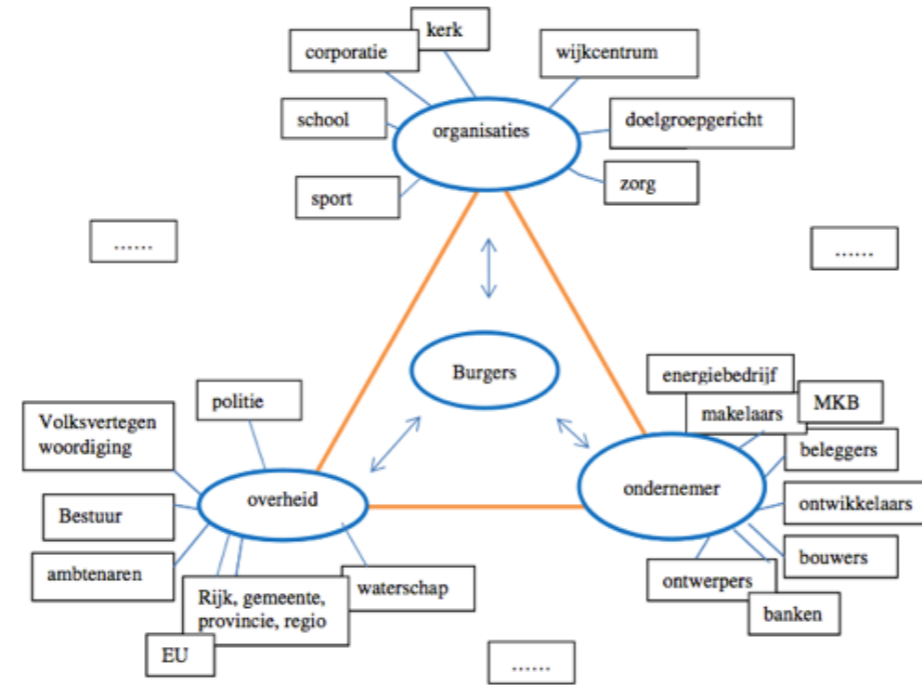 kerk
corporatie
wijkcentrum
school
organisaties
doelgroepgericht
sport
zorg
......
......
Burgers
energiebedrijf
politie
makelaars
MKB
Volksvertegen
woordiging
beleggers
overheid
ondernemer
Bestuur
ontwikkelaars
bouwers
ambtenaren
waterschap
ontwerpers
Rijk, gemeente,
provincie, regio
banken
EU
......